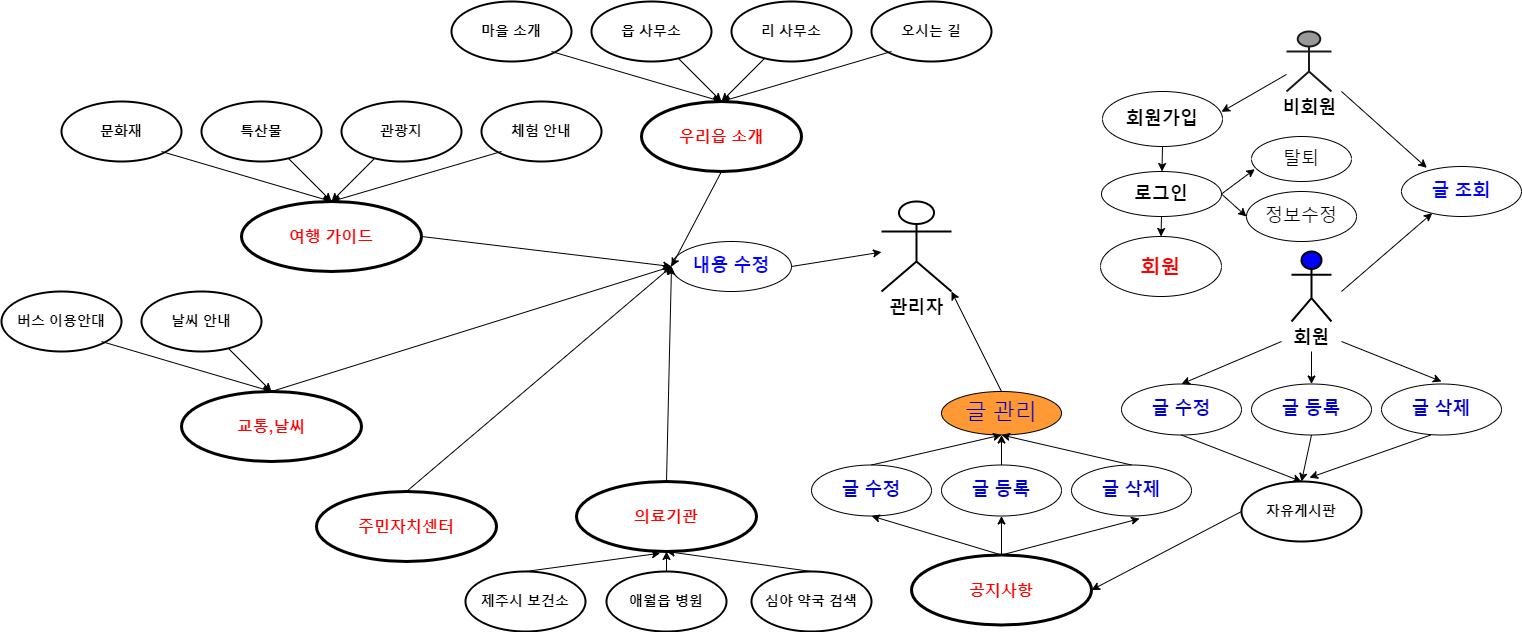 마을 소개
읍 사무소
리 사무소
오시는 길
문화재
특산물
관광지
체험 안내
우리읍 소개
여행 가이드
내용 수정
관리자
버스 이용안대
날씨 안내
교통,날씨
주민자치센터
의료기관
제주시 보건소
애월읍 병원
심야 약국 검색
글 관리
글 수정
글 등록
글 삭제
공지사항
비회원
회원가입
탈퇴
로그인
정보수정
회원
글 조회
회원
글 수정
글 등록
글 삭제
자유게시판